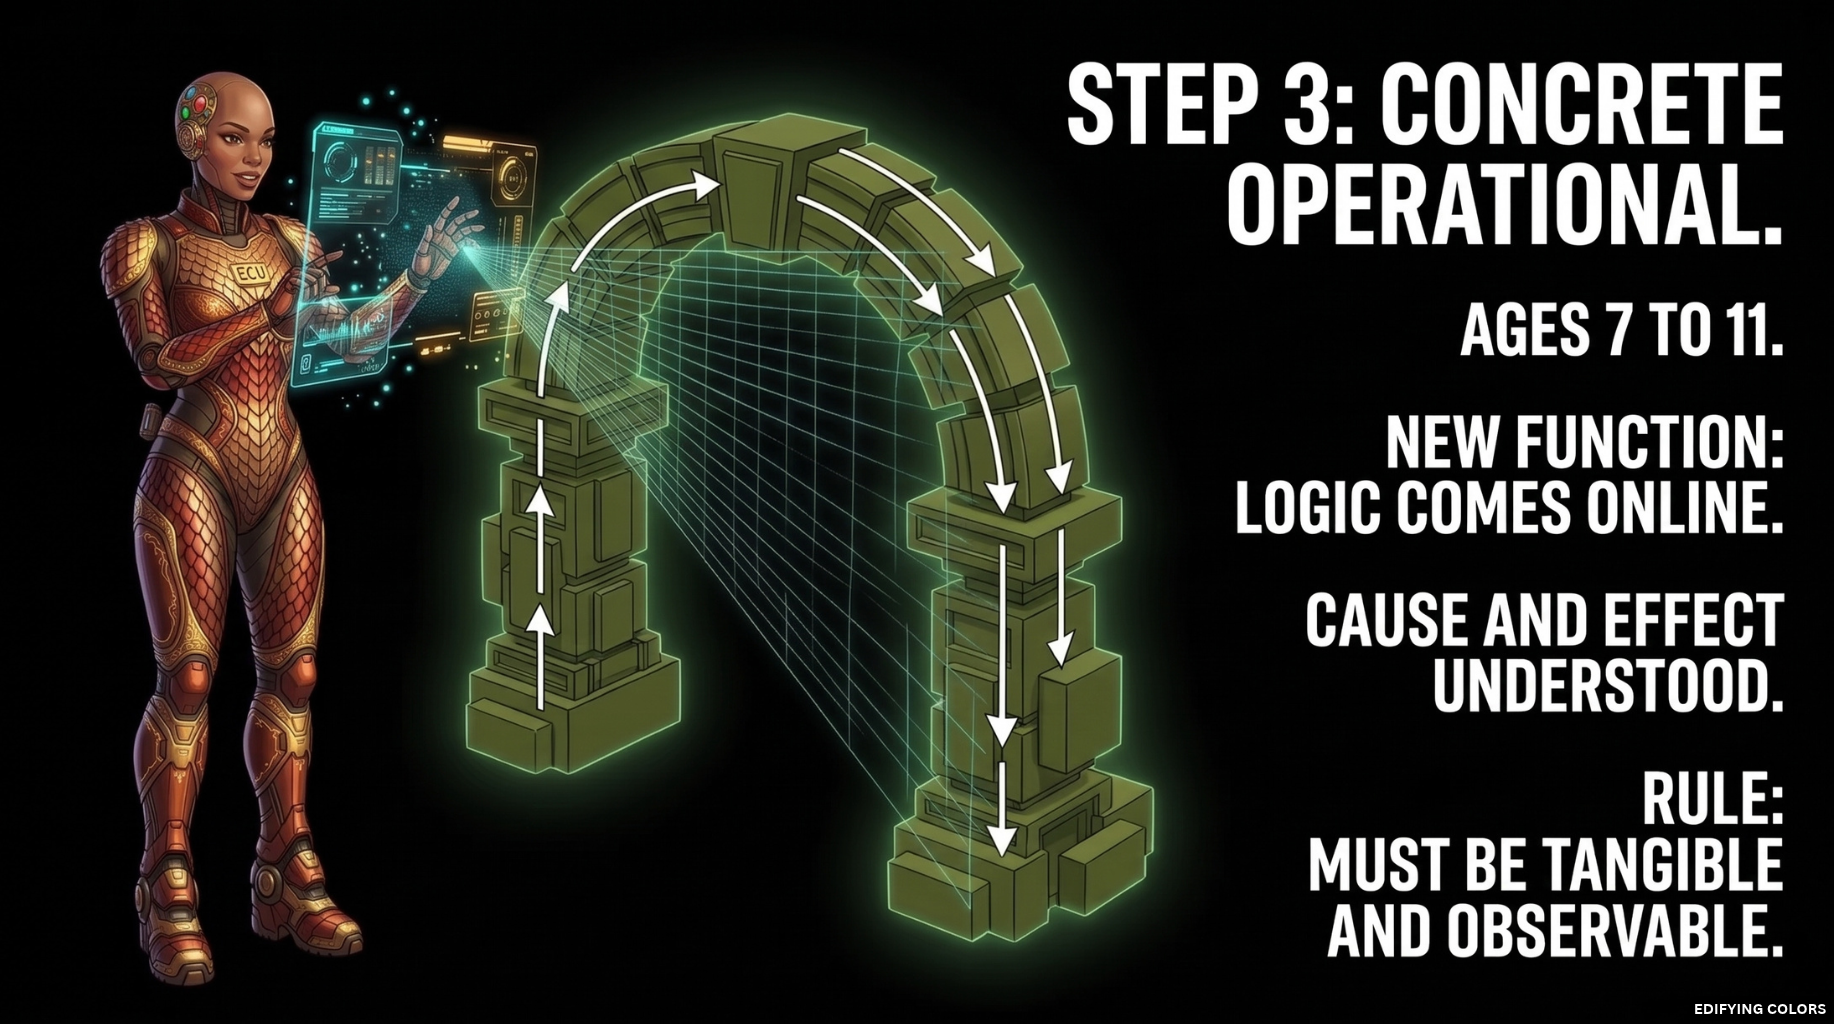 STEP 3: CONCRETE
OPERATIONAL.
AGES 7 TO 11.
NEW FUNCTION:
LOGIC COMES ONLINE.
CAUSE AND EFFECT
UNDERSTOOD.
RULE:
MUST BE TANGIBLE
AND OBSERVABLE.
ECU
EDIFYING COLORS